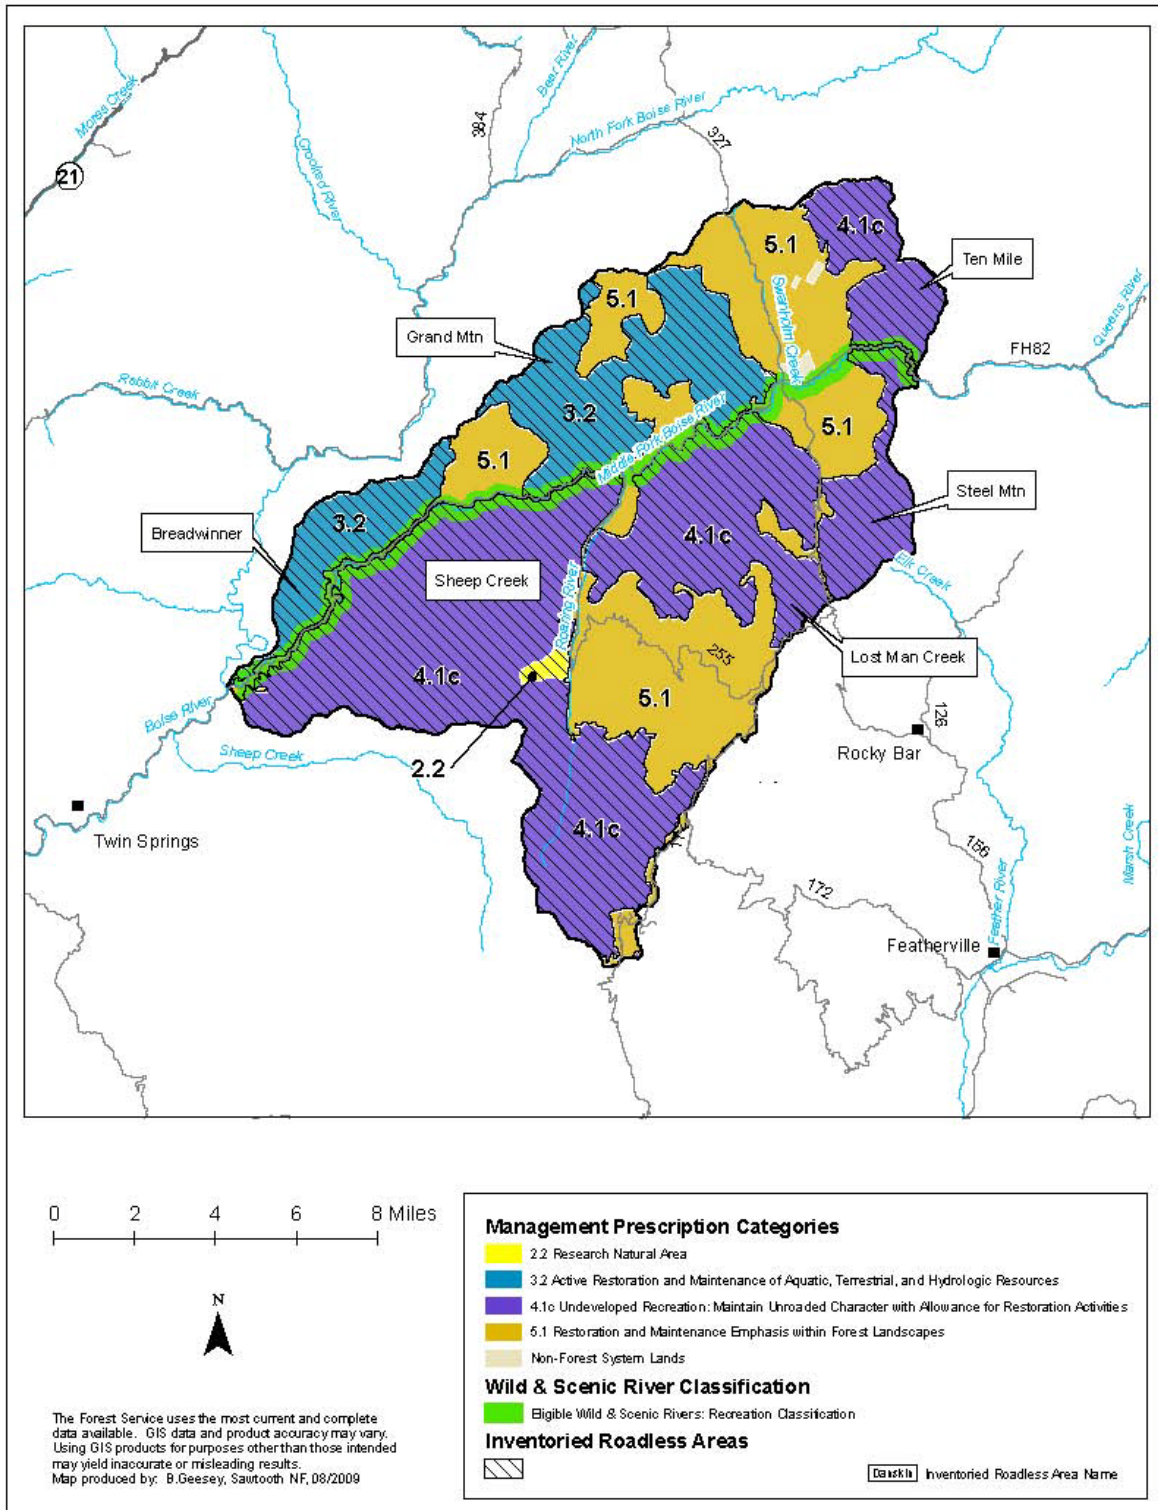 Mores Creek
21
Crooked River
384
Bear River
North Fork Boise River
327
4.1c
5.1
Ten Mile
Swanholm Creek
Queens River
5.1
Grand Mtn
FH82
Rabbit Creek
3.2
Middle Fork Boise River
5.1
5.1
Steel Mtn
3.2
4.1c
Breadwinner
Elk Creek
Sheep Creek
Roaring River
255
Lost Man Creek
4.1c
5.1
Boise River
126
Sheep Creek
Rocky Bar
2.2
Twin Springs
4.1c
156
Marsh Creek
172
Feather River
Featherville
0 2 4 6 8 Miles
N
The Forest Service uses the most current and complete
data available. GIS data and product accuracy may vary.
Using GIS products for purposes other than those intended
may yield inaccurate or misleading results.
Map produced by: B.Geesey, Sawtooth NF, 08/2009
Management Prescription Categories
2.2 Research Natural Area
3.2 Active Restoration and Maintenance of Aquatic, Terrestrial, and Hydrologic Resources
4.1c Undeveloped Recreation: Maintain Unroaded Character with Allowance for Restoration Activities
5.1 Restoration and Maintenance Emphasis within Forest Landscapes
Non-Forest System Lands
Wild & Scenic River Classification
Eligible Wild & Scenic Rivers: Recreation Classification
Inventoried Roadless Areas
Danskin Inventoried Roadless Area Name